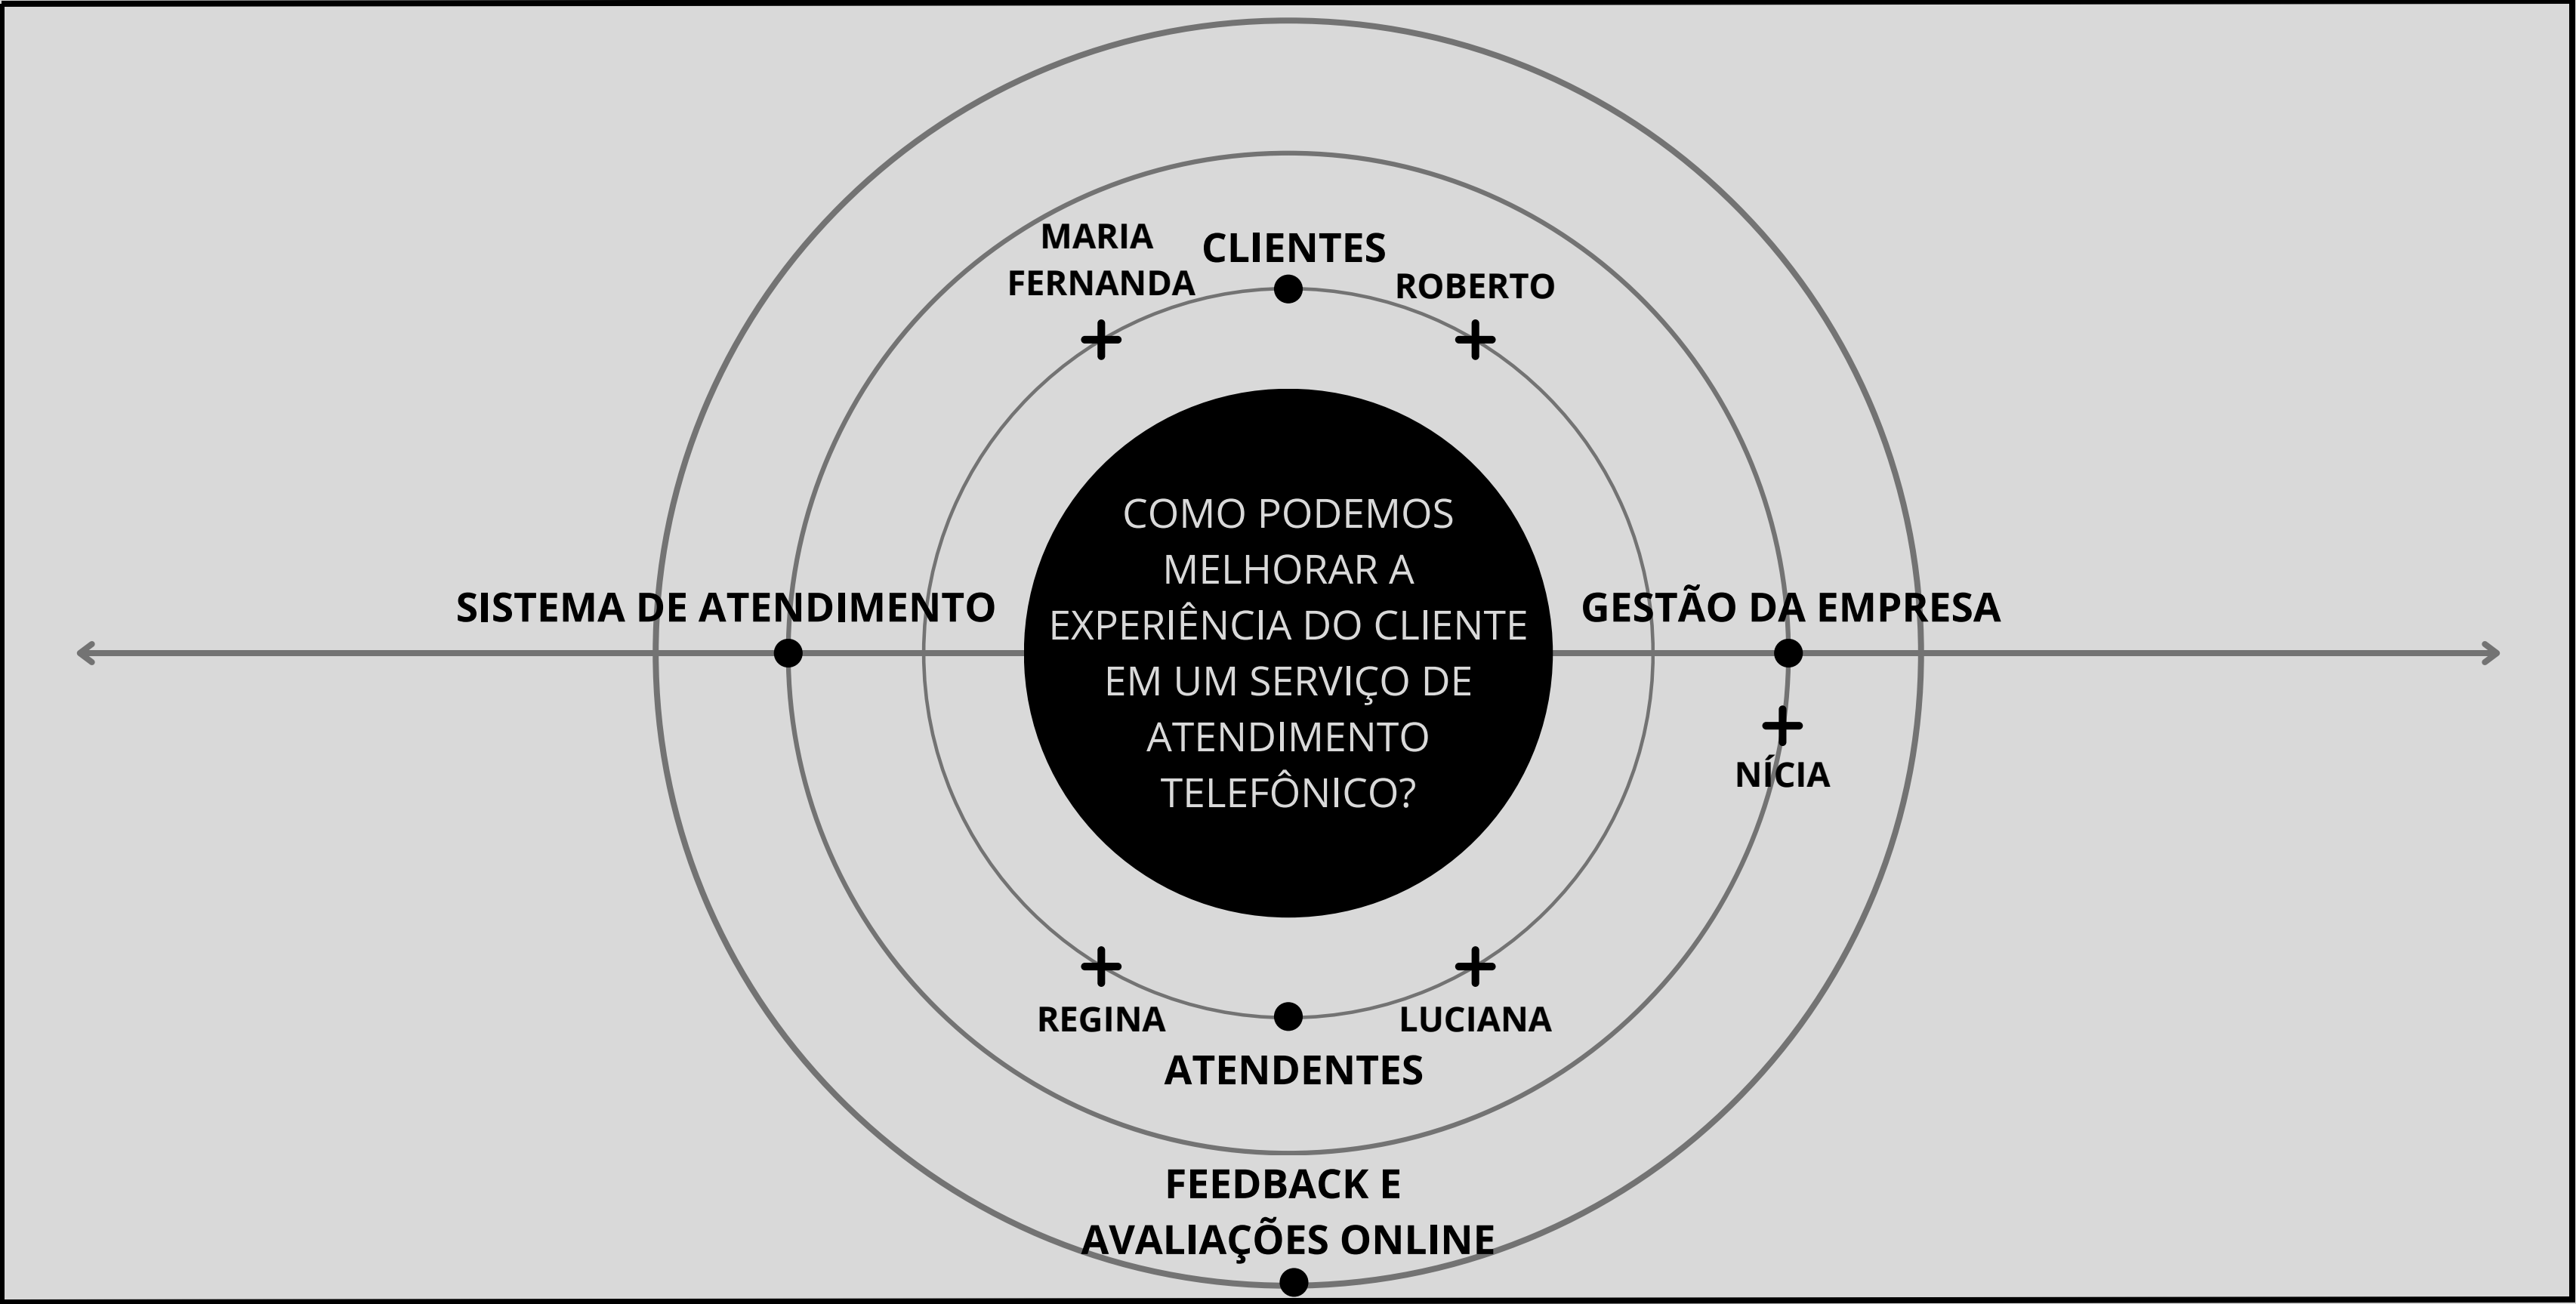 MARIA
FERNANDA
CLIENTES
ROBERTO
COMO PODEMOS
MELHORAR A
EXPERIÊNCIA DO CLIENTE
EM UM SERVIÇO DE
ATENDIMENTO
TELEFÔNICO?
SISTEMA DE ATENDIMENTO
GESTÃO DA EMPRESA
NÍCIA
REGINA
LUCIANA
ATENDENTES
FEEDBACK E
AVALIAÇÕES ONLINE